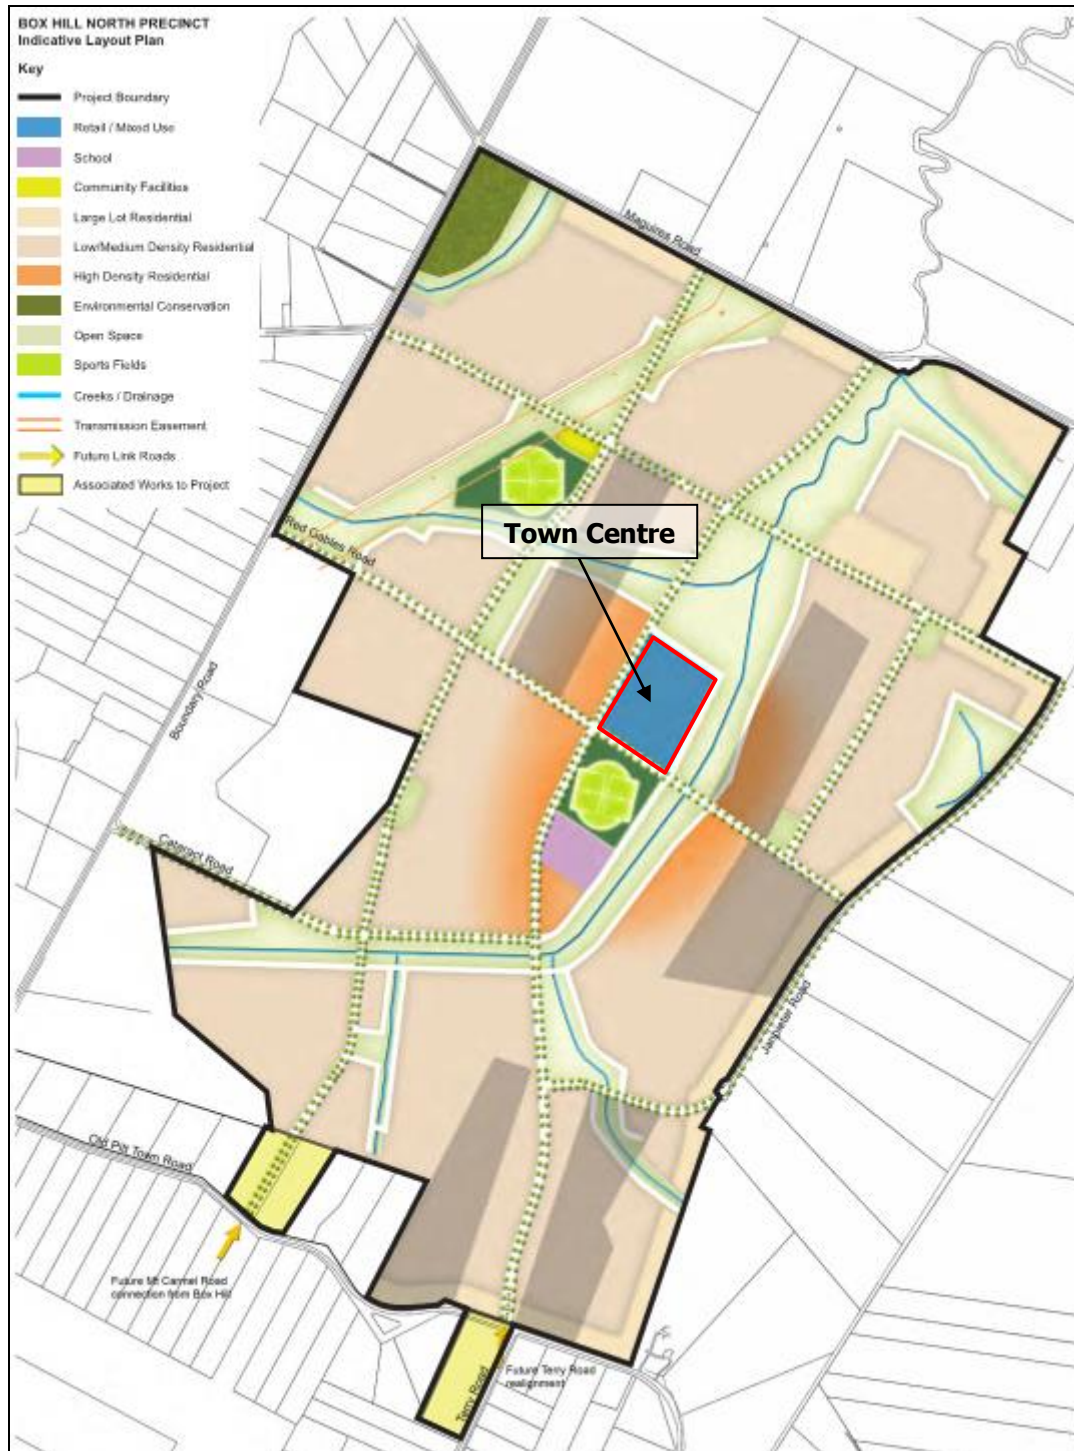 BOX HILL NORTH PRECINCT
Indicative Layout Plan
Key
Project Boundary
Retail / Mixed Use
School
Community Facilities
Large Lot Residential
Low/Medium Density Residential
High Density Residential
Environmental Conservation
Open Space
Sports Fields
Creeks / Drainage
Transmission Easement
Future Link Roads
Associated Works to Project
Maguires Road
Town Centre
Red Gables Road
Boundary Road
Cataract Road
Janpieter Road
Old Pitt Town Road
Future Mt Carmel Road
connection from Box Hill
Terry Road
Future Terry Road
realignment